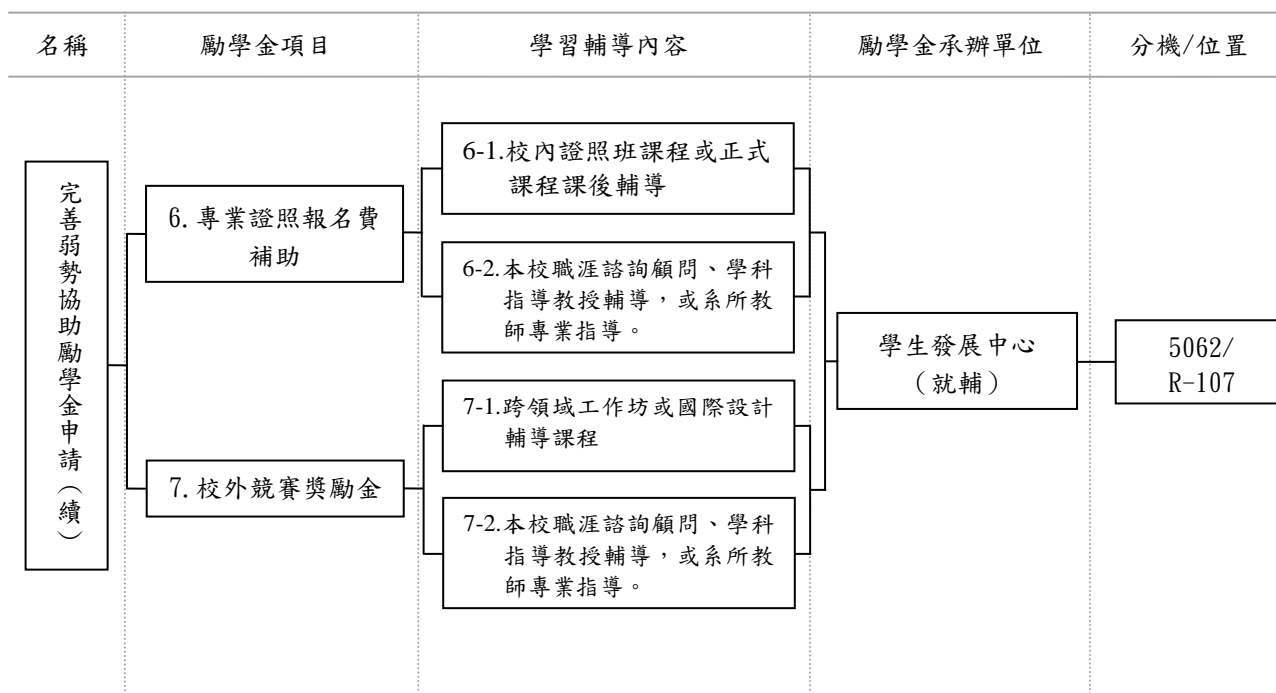 名稱
勵學金項目
學習輔導內容
勵學金承辦單位
分機/位置
完善弱勢協助勵學金申請（續）
6.專業證照報名費
補助
6-1.校內證照班課程或正式
課程課後輔導
6-2.本校職涯諮詢顧問、學科
指導教授輔導，或系所教
師專業指導。
7.校外競賽獎勵金
7-1.跨領域工作坊或國際設計
輔導課程
7-2.本校職涯諮詢顧問、學科
指導教授輔導，或系所教
師專業指導。
學生發展中心
（就輔）
5062/
R-107